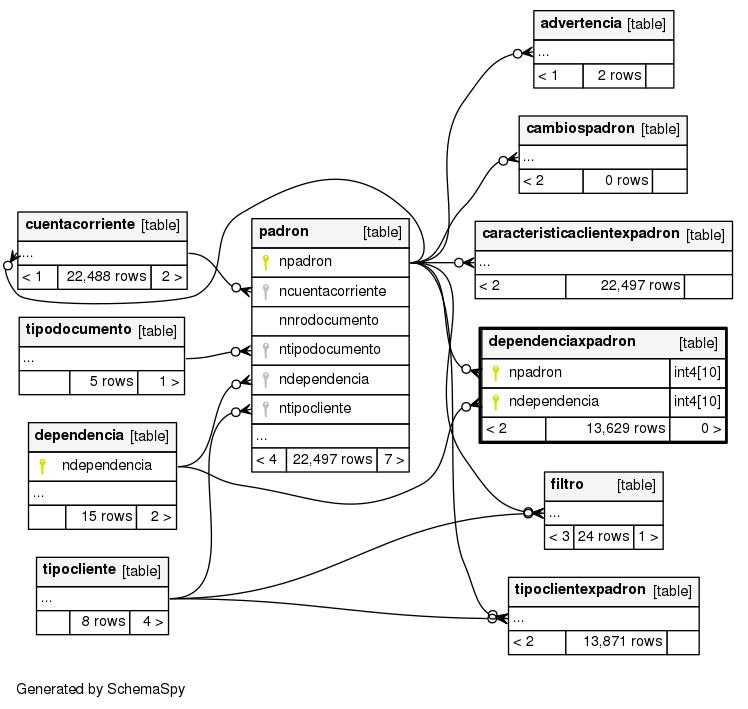 advertencia [table]
...
< 1 2 rows
cambiospadron [table]
...
< 2 0 rows
cuentacorriente [table]
...
< 1 22,488 rows 2 >
padron [table]
npadron
ncuentacorriente
nnrodocumento
ntipodocumento
ndependencia
ntipocliente
...
< 4 22,497 rows 7 >
caracteristicaclientexpadron [table]
...
< 2 22,497 rows
tipodocumento [table]
...
5 rows 1 >
dependenciaxpadron [table]
npadron int4[10]
ndependencia int4[10]
< 2 13,629 rows 0 >
dependencia [table]
ndependencia
...
15 rows 2 >
filtro [table]
...
< 3 24 rows 1 >
tipocliente [table]
...
8 rows 4 >
tipoclientexpadron [table]
...
< 2 13,871 rows
Generated by SchemaSpy